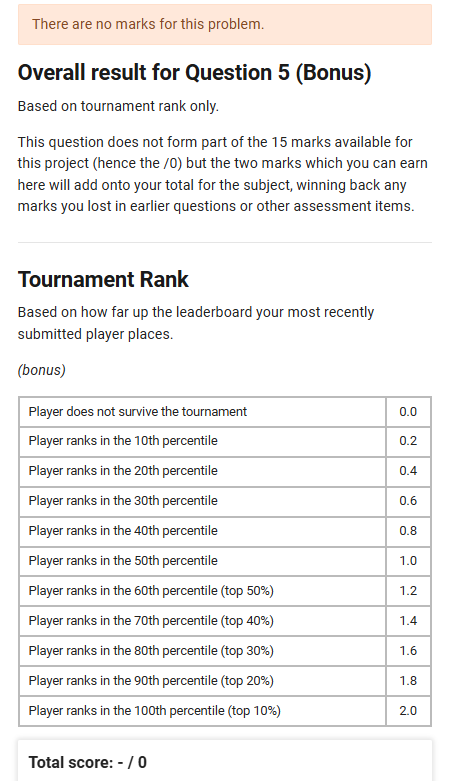 There are no marks for this problem.
Overall result for Question 5 (Bonus)
Based on tournament rank only.
This question does not form part of the 15 marks available for
this project (hence the /0) but the two marks which you can earn
here will add onto your total for the subject, winning back any
marks you lost in earlier questions or other assessment items.
Tournament Rank
Based on how far up the leaderboard your most recently
submitted player places.
(bonus)
Player does not survive the tournament 0.0
Player ranks in the 10th percentile 0.2
Player ranks in the 20th percentile 0.4
Player ranks in the 30th percentile 0.6
Player ranks in the 40th percentile 0.8
Player ranks in the 50th percentile 1.0
Player ranks in the 60th percentile (top 50%) 1.2
Player ranks in the 70th percentile (top 40%) 1.4
Player ranks in the 80th percentile (top 30%) 1.6
Player ranks in the 90th percentile (top 20%) 1.8
Player ranks in the 100th percentile (top 10%) 2.0
Total score: - / 0